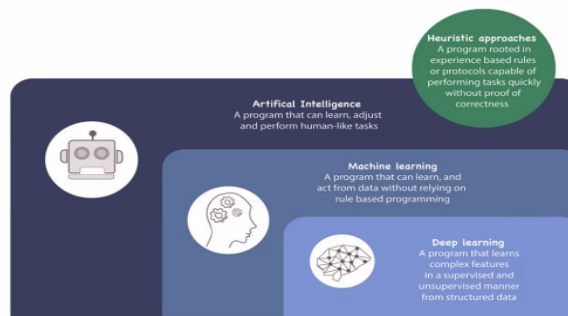 Heuristic approaches
A program rooted in
experience based rules
or protocols capable of
performing tasks quickly
without proof of
correctness
Artifical Intelligence
A program that can learn, adjust
and perform human-like tasks
Machine learning
A program that can learn, and
act from data without relying on
rule based programming
Deep learning
A program that learns
complex features
in a supervised and
unsupervised manner
from structured data